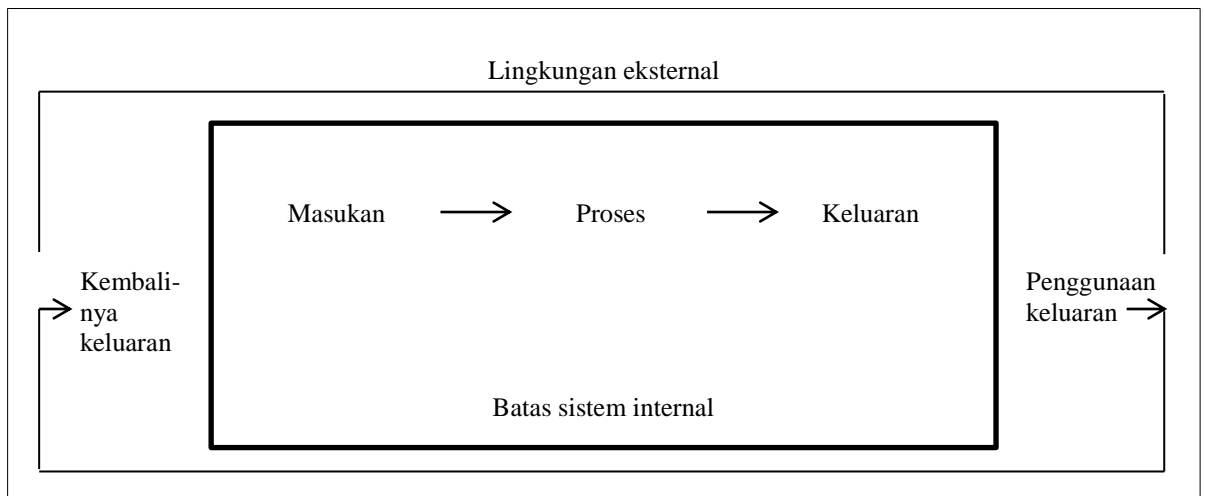 Lingkungan eksternal
Masukan
Proses
Keluaran
Kembali-
nya
keluaran
Penggunaan
keluaran
Batas sistem internal